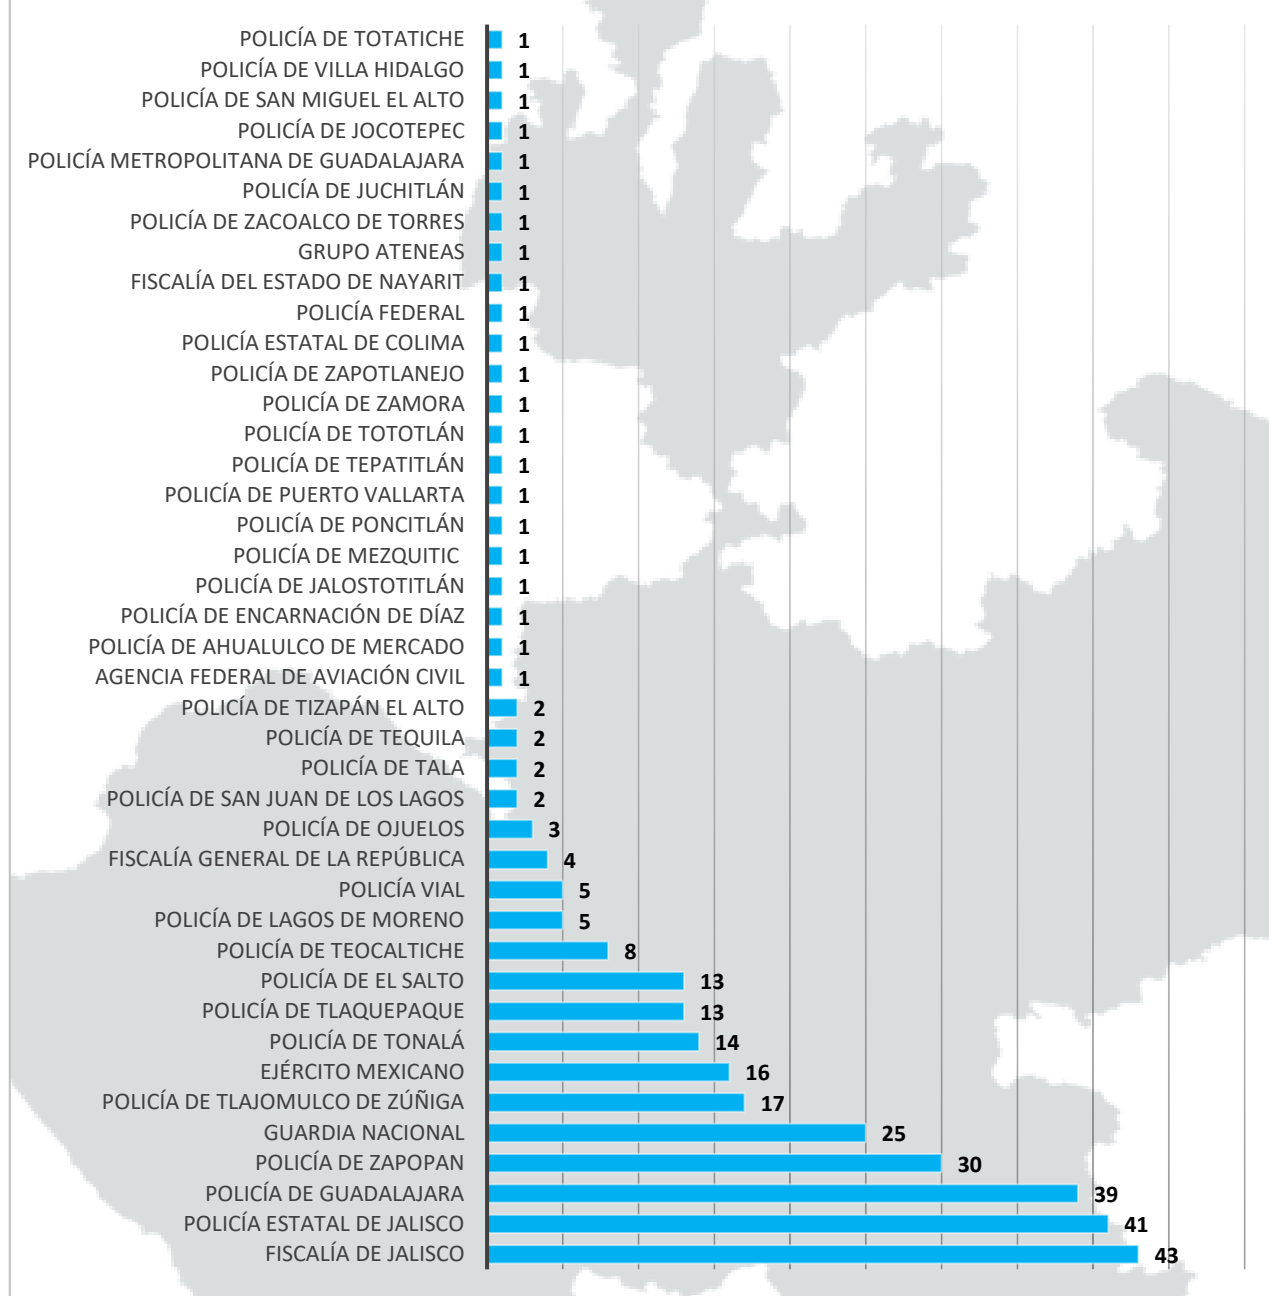 POLICÍA DE TOTATICHE 1
POLICÍA DE VILLA HIDALGO 1
POLICÍA DE SAN MIGUEL EL ALTO 1
POLICÍA DE JOCOTEPEC 1
POLICÍA METROPOLITANA DE GUADALAJARA 1
POLICÍA DE JUCHITLÁN 1
POLICÍA DE ZACOALCO DE TORRES 1
GRUPO ATENEAS 1
FISCALÍA DEL ESTADO DE NAYARIT 1
POLICÍA FEDERAL 1
POLICÍA ESTATAL DE COLIMA 1
POLICÍA DE ZAPOTLANEJO 1
POLICÍA DE ZAMORA 1
POLICÍA DE TOTOTLÁN 1
POLICÍA DE TEPATITLÁN 1
POLICÍA DE PUERTO VALLARTA 1
POLICÍA DE PONCITLÁN 1
POLICÍA DE MEZQUITIC 1
POLICÍA DE JALOSTOTITLÁN 1
POLICÍA DE ENCARNACIÓN DE DÍAZ 1
POLICÍA DE AHUALULCO DE MERCADO 1
AGENCIA FEDERAL DE AVIACIÓN CIVIL 1
POLICÍA DE TIZAPÁN EL ALTO 2
POLICÍA DE TEQUILA 2
POLICÍA DE TALA 2
POLICÍA DE SAN JUAN DE LOS LAGOS 2
POLICÍA DE OJUELOS 3
FISCALÍA GENERAL DE LA REPÚBLICA 4
POLICÍA VIAL 5
POLICÍA DE LAGOS DE MORENO 5
POLICÍA DE TEOCALTICHE 8
POLICÍA DE EL SALTO 13
POLICÍA DE TLAQUEPAQUE 13
POLICÍA DE TONALÁ 14
EJÉRCITO MEXICANO 16
POLICÍA DE TLAJOMULCO DE ZÚÑIGA 17
GUARDIA NACIONAL 25
POLICÍA DE ZAPOPAN 30
POLICÍA DE GUADALAJARA 39
POLICÍA ESTATAL DE JALISCO 41
FISCALÍA DE JALISCO 43